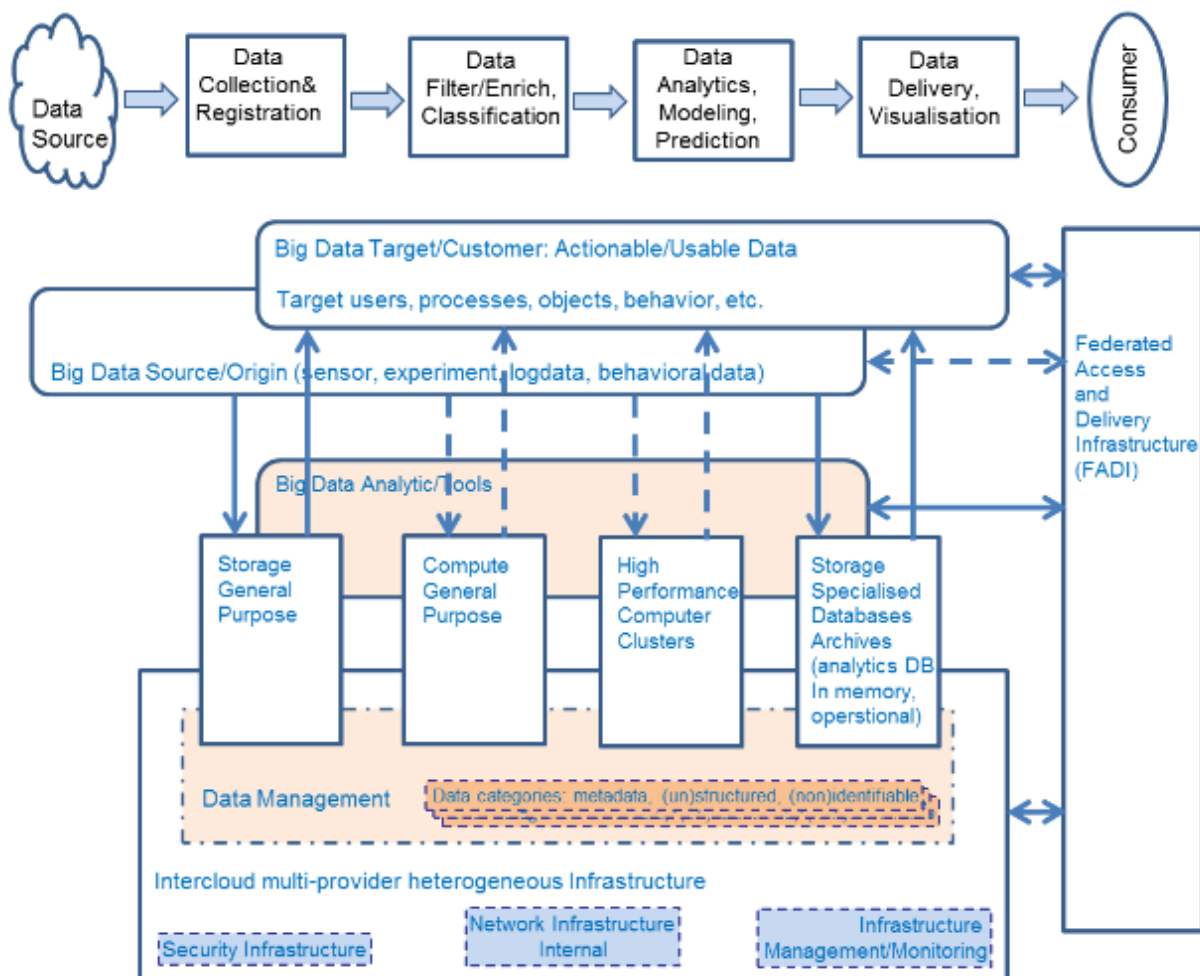 Data
Source
Data
Collection&
Registration
Data
Filter/Enrich,
Classification
Data
Analytics,
Modeling,
Prediction
Data
Delivery,
Visualisation
Consumer
Big Data Target/Customer: Actionable/Usable Data
Target users, processes, objects, behavior, etc.
Big Data Source/Origin (sensor, experiment, logdata, behavioral data)
Federated
Access
and
Delivery
Infrastructure
(FADI)
Big Data Analytic/Tools
Storage
General
Purpose
Compute
General
Purpose
High
Performance
Computer
Clusters
Storage
Specialised
Databases
Archives
(analytics DB
In memory,
operstional)
Data Management
Data categories: metadata, (un)structured, (non)identifiable
Intercloud multi-provider heterogeneous Infrastructure
Security Infrastructure
Network Infrastructure
Internal
Infrastructure
Management/Monitoring